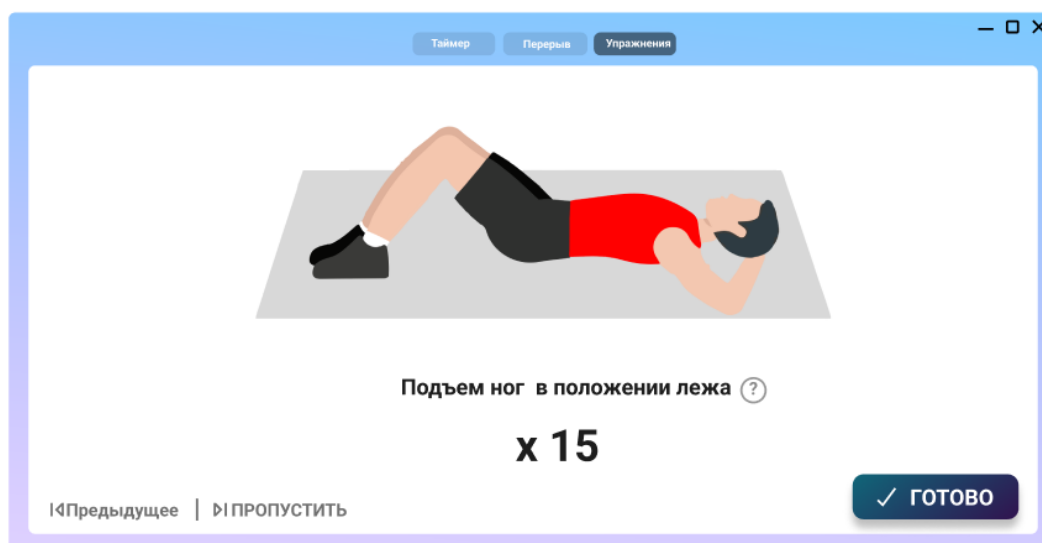 Таймер Перерыв Упражнения
Подъем ног в положении лежа ?
x 15
Предыдущее | ПРОПУСТИТЬ
ГОТОВО